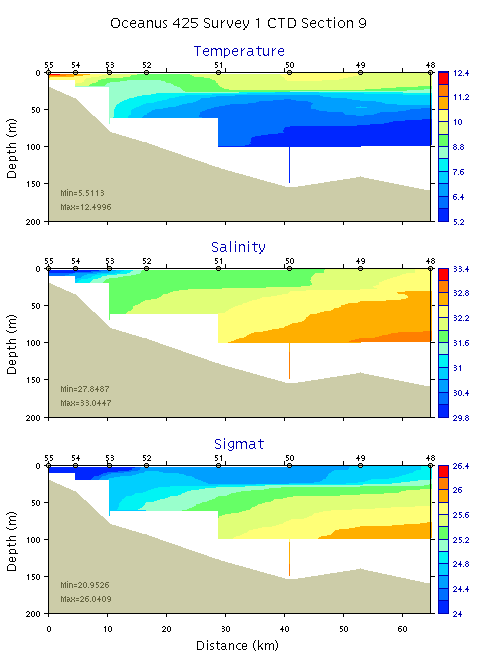 Oceanus 425 Survey 1 CTD Section 9
Temperature
55 54 53 52 51 50 49 48
Depth (m)
0
50
100
150
200
Min=5.5113
Max=12.4996
12.4
11.2
10
8.8
7.6
6.4
5.2
Salinity
55 54 53 52 51 50 49 48
Depth (m)
0
50
100
150
200
Min=27.8487
Max=33.0447
33.4
32.8
32.2
31.6
31
30.4
29.8
Sigmat
55 54 53 52 51 50 49 48
Depth (m)
0
50
100
150
200
Min=20.9526
Max=26.0409
26.4
26
25.6
25.2
24.8
24.4
24
0 10 20 30 40 50 60
Distance (km)